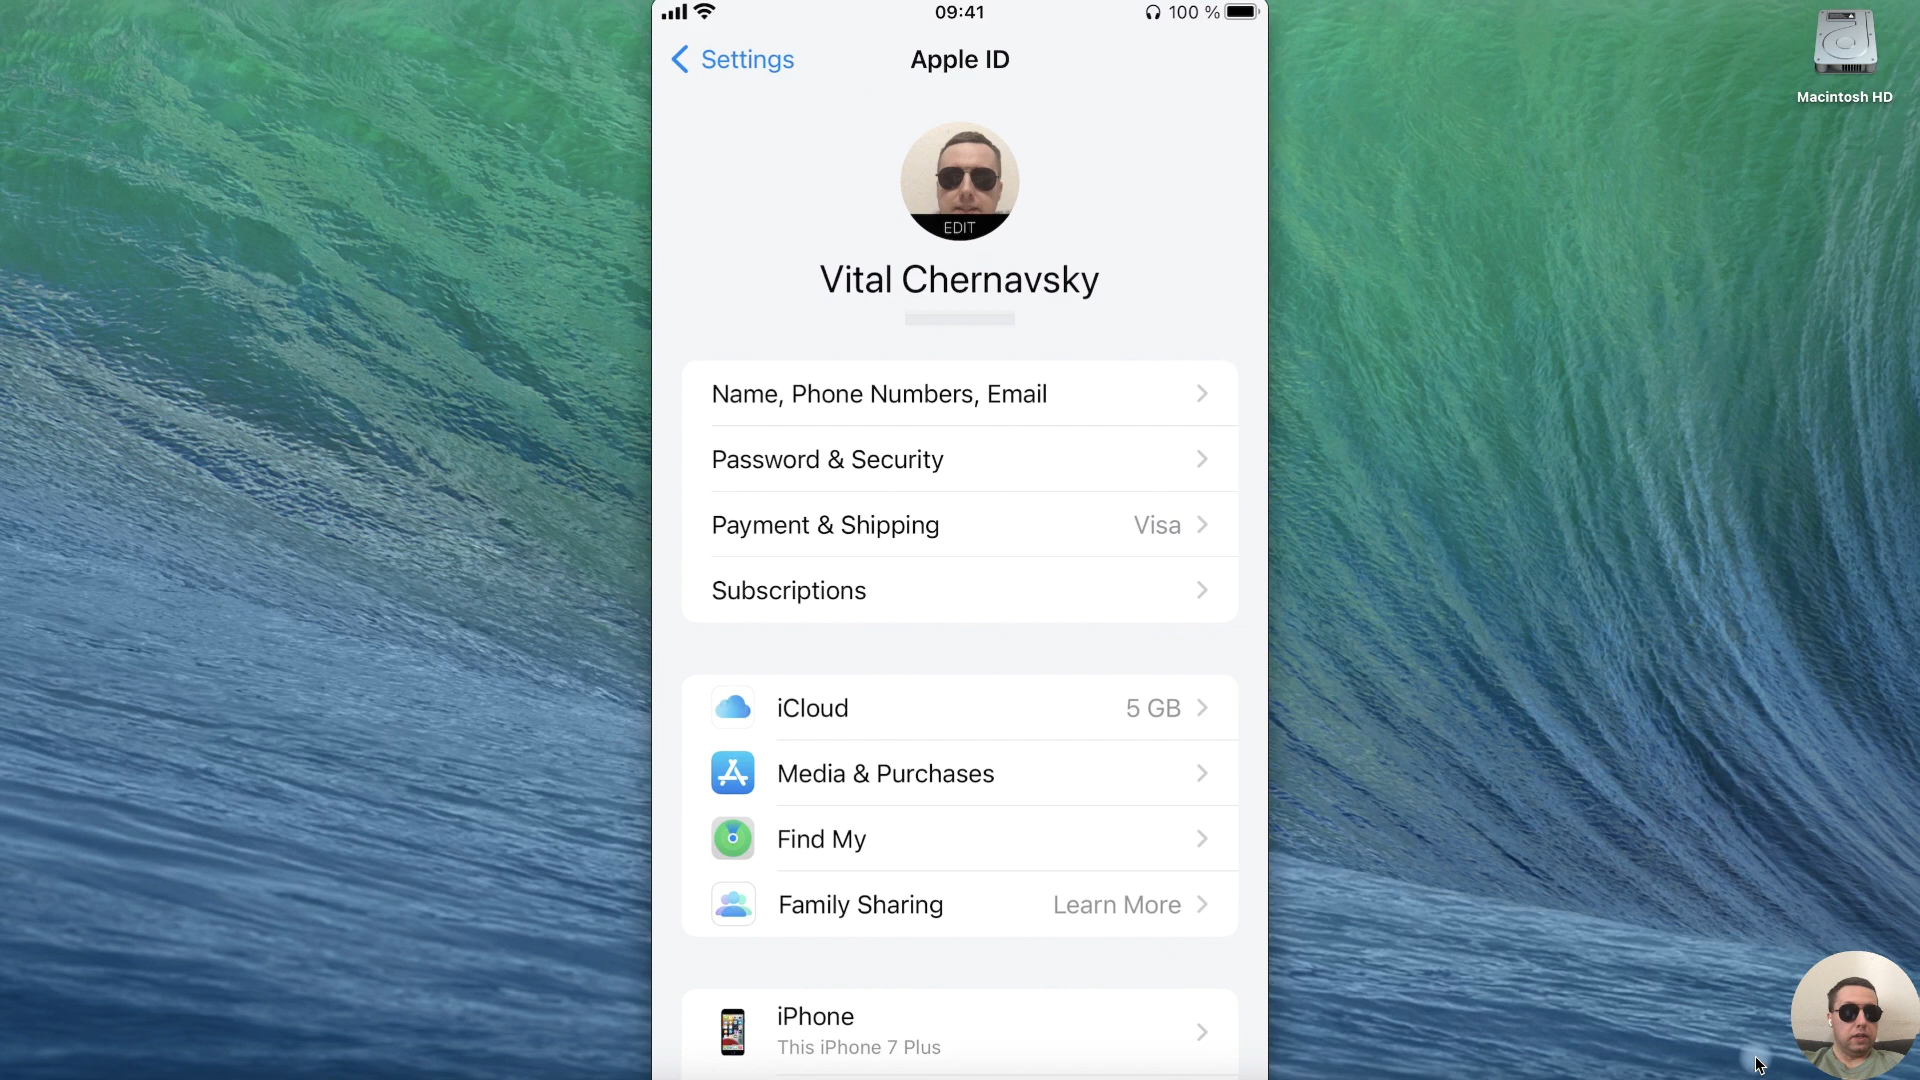 09:41
100 %
Settings
Apple ID
Macintosh HD
EDIT
Vital Chernavsky
Name, Phone Numbers, Email
Password & Security
Payment & Shipping Visa
Subscriptions
iCloud 5 GB
Media & Purchases
Find My
Family Sharing Learn More
iPhone
This iPhone 7 Plus